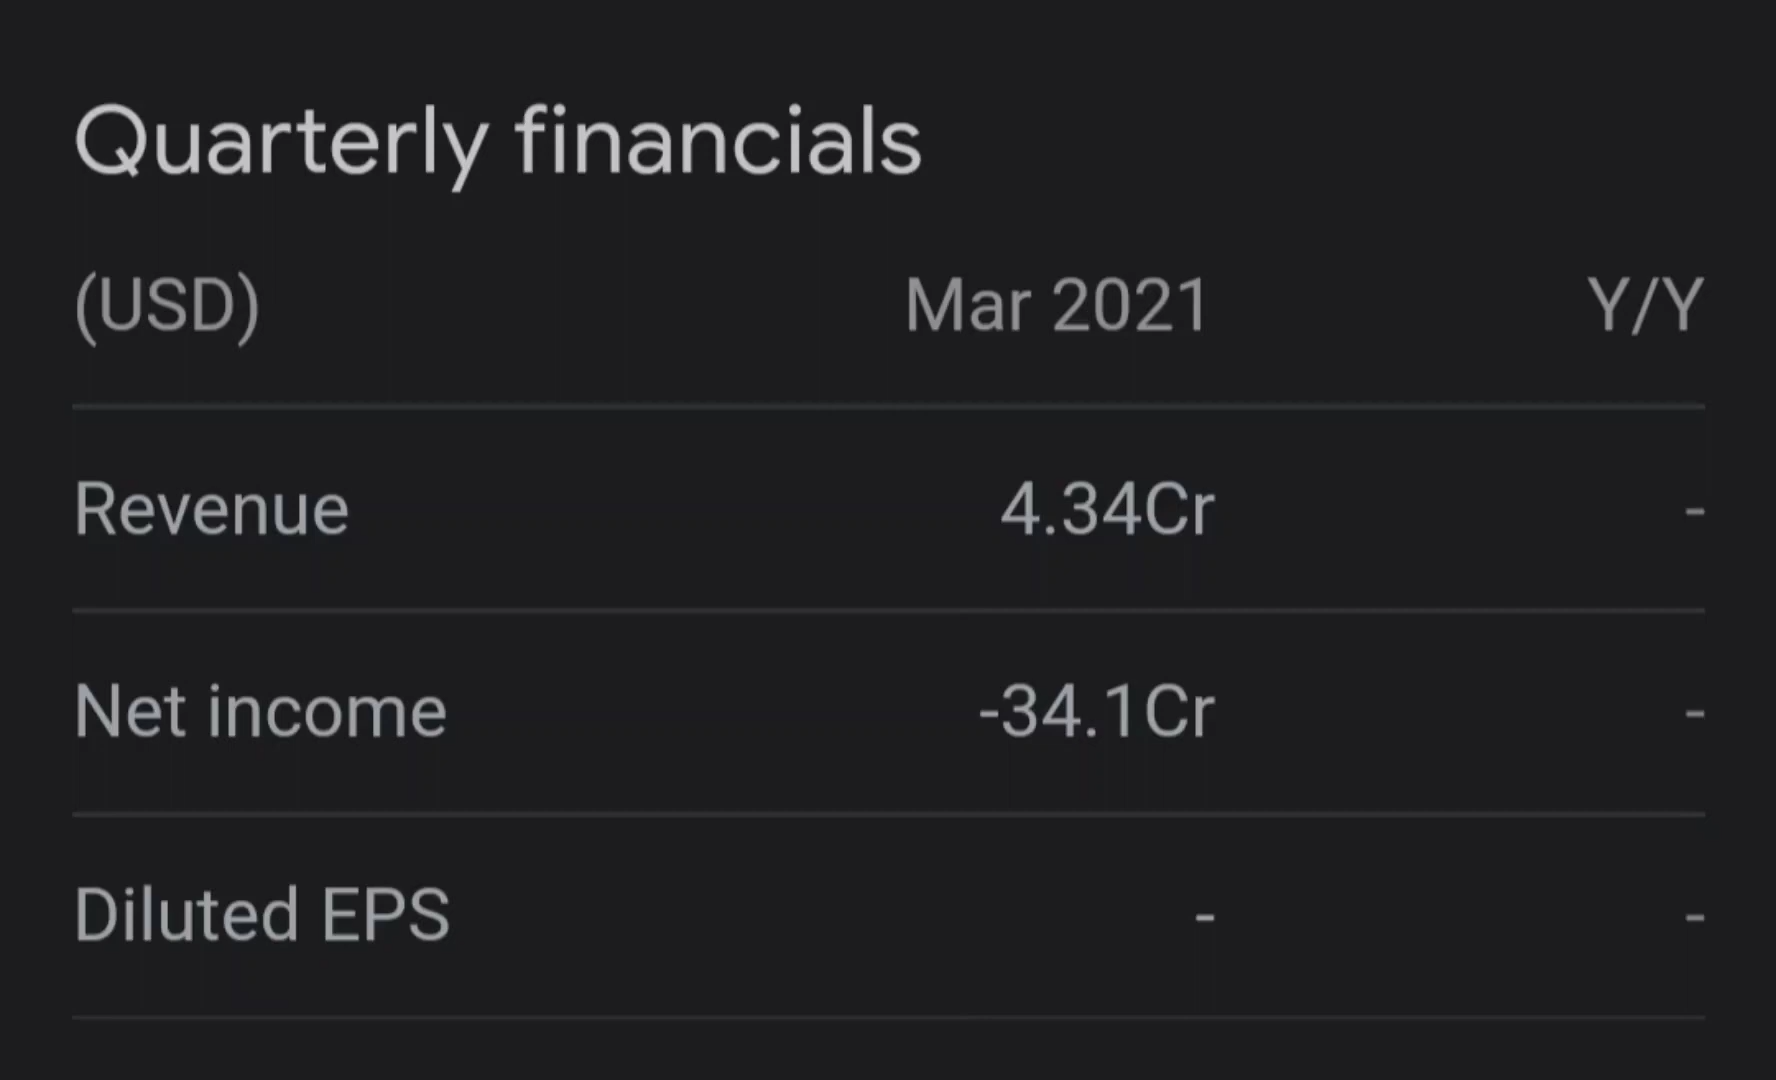 Quarterly financials
(USD) Mar 2021 Y/Y
Revenue 4.34Cr -
Net income -34.1Cr -
Diluted EPS - -